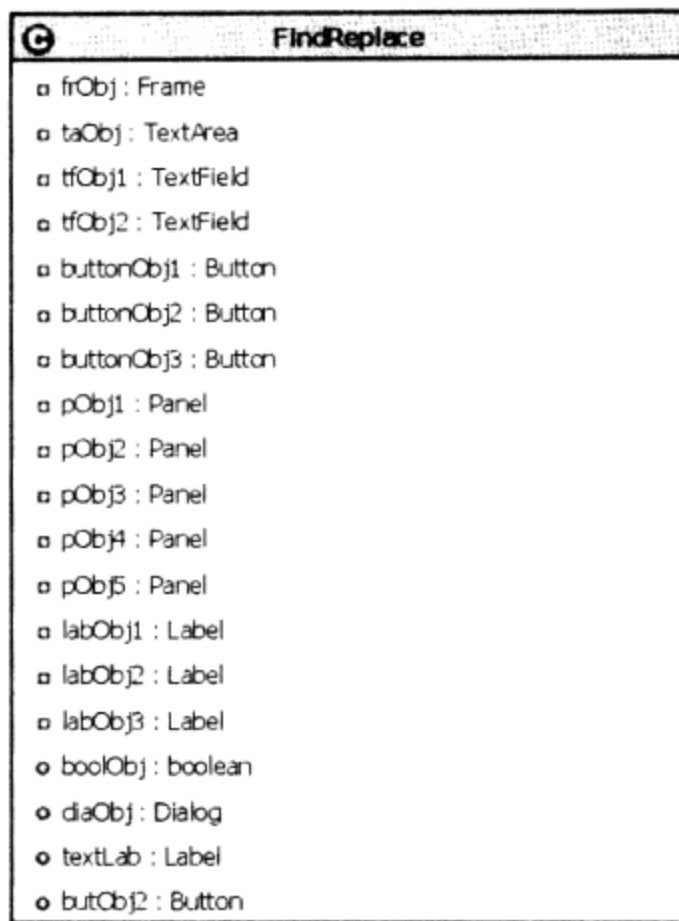 C FindReplace
frObj : Frame
taObj : TextArea
tfObj1 : TextField
tfObj2 : TextField
buttonObj1 : Button
buttonObj2 : Button
buttonObj3 : Button
pObj1 : Panel
pObj2 : Panel
pObj3 : Panel
pObj4 : Panel
pObj5 : Panel
labObj1 : Label
labObj2 : Label
labObj3 : Label
boolObj : boolean
diaObj : Dialog
textLab : Label
butObj2 : Button